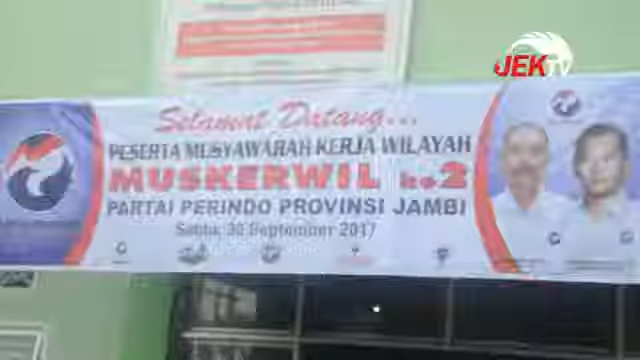 JEKTV
Selamat Datang...
PESERTA MUSYAWARAH KERJA WILAYAH
MUSKERWIL ke.2
PARTAI PERINDO PROVINSI JAMBI
Sabtu, 30 September 2017